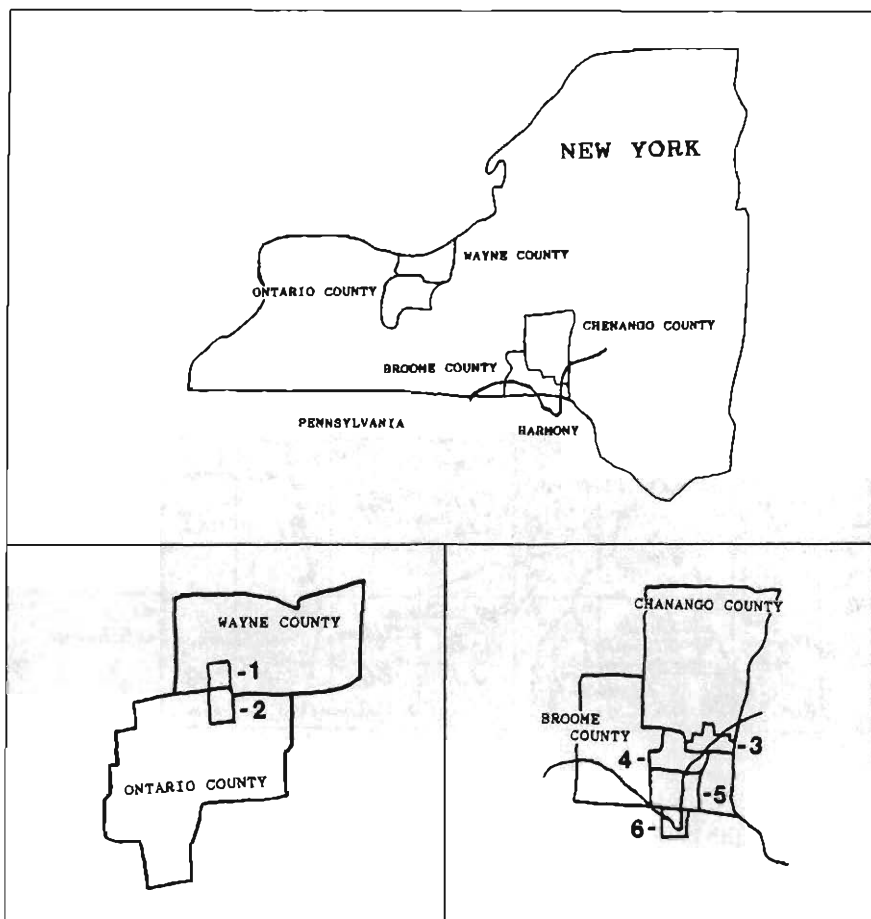 NEW YORK
WAYNE COUNTY
ONTARIO COUNTY
CHENANGO COUNTY
BROOME COUNTY
PENNSYLVANIA
HARMONY
WAYNE COUNTY
-1
-2
ONTARIO COUNTY
CHANANGO COUNTY
BROOME
COUNTY
4-
-3
-5
6-